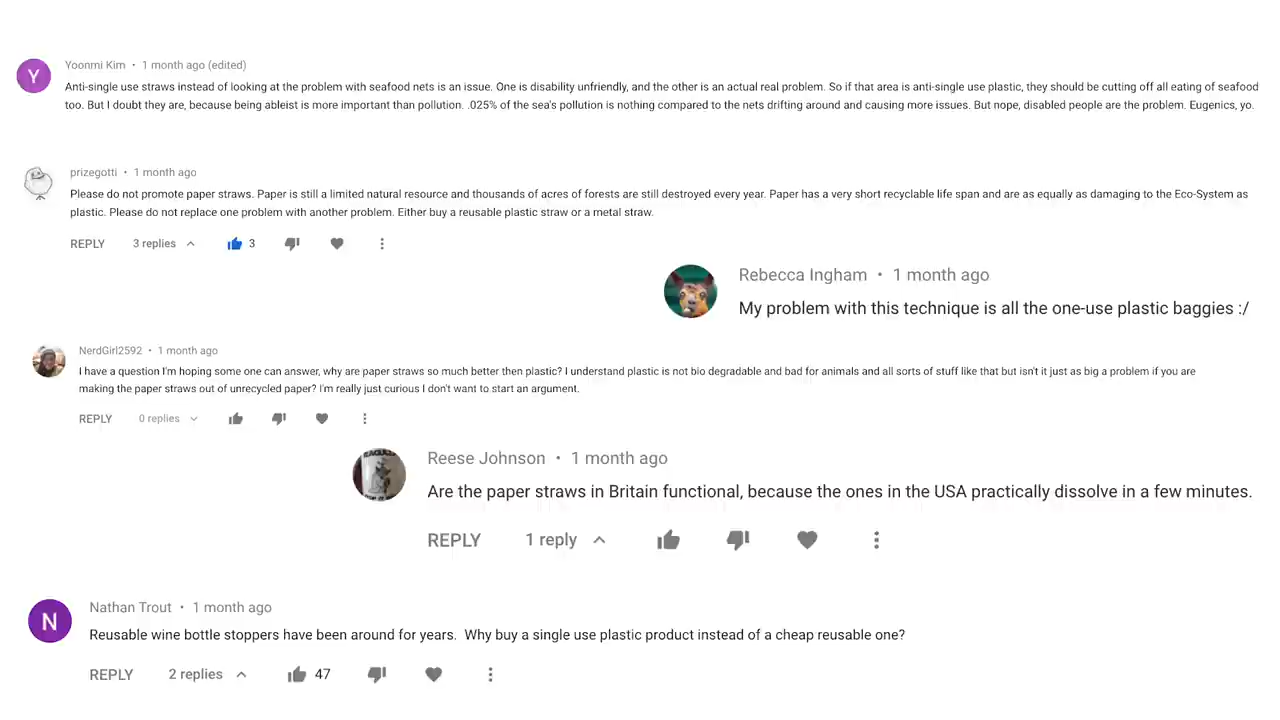 Y
Yoonmi Kim • 1 month ago (edited)
Anti-single use straws instead of looking at the problem with seafood nets is an issue. One is disability unfriendly, and the other is an actual real problem. So if that area is anti-single use plastic, they should be cutting off all eating of seafood
too. But I doubt they are, because being ableist is more important than pollution. .025% of the sea's pollution is nothing compared to the nets drifting around and causing more issues. But nope, disabled people are the problem. Eugenics, yo.
prizegotti • 1 month ago
Please do not promote paper straws. Paper is still a limited natural resource and thousands of acres of forests are still destroyed every year. Paper has a very short recyclable life span and are as equally as damaging to the Eco-System as
plastic. Please do not replace one problem with another problem. Either buy a reusable plastic straw or a metal straw.
REPLY 3 replies 3
Rebecca Ingham • 1 month ago
My problem with this technique is all the one-use plastic baggies :/
NerdGirl2592 • 1 month ago
I have a question I'm hoping some one can answer, why are paper straws so much better then plastic? I understand plastic is not bio degradable and bad for animals and all sorts of stuff like that but isn't it just as big a problem if you are
making the paper straws out of unrecycled paper? I'm really just curious I don't want to start an argument.
REPLY 0 replies
Reese Johnson • 1 month ago
Are the paper straws in Britain functional, because the ones in the USA practically dissolve in a few minutes.
REPLY 1 reply
N
Nathan Trout • 1 month ago
Reusable wine bottle stoppers have been around for years. Why buy a single use plastic product instead of a cheap reusable one?
REPLY 2 replies 47